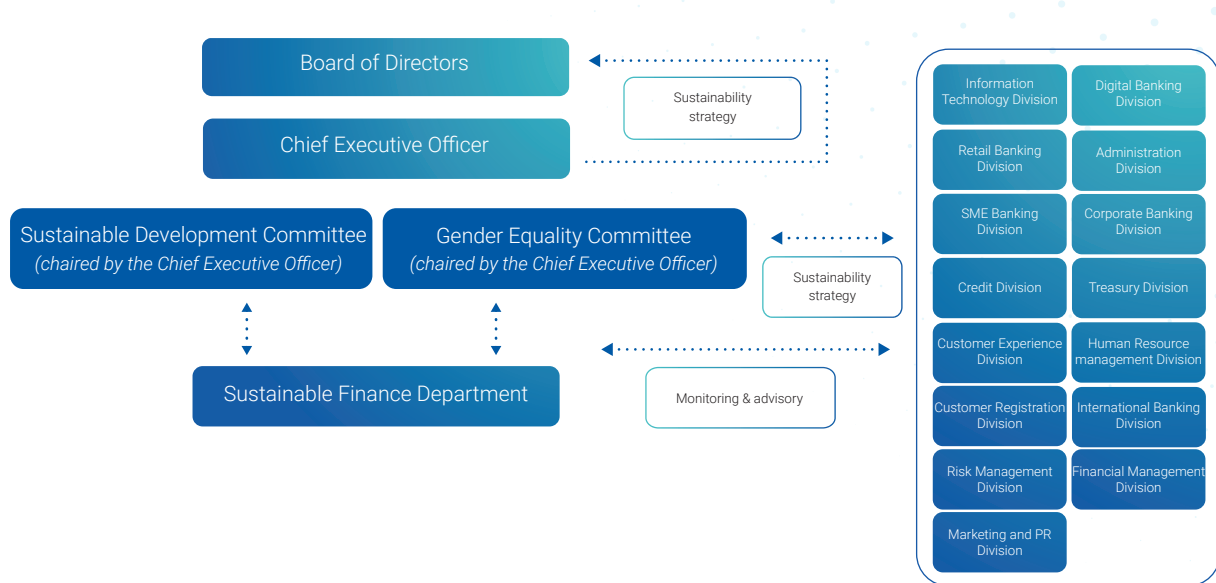 Board of Directors
Sustainability
strategy
Chief Executive Officer
Sustainable Development Committee
(chaired by the Chief Executive Officer)
Gender Equality Committee
(chaired by the Chief Executive Officer)
Sustainability
strategy
Sustainable Finance Department
Monitoring & advisory
Information
Technology Division
Digital Banking
Division
Retail Banking
Division
Administration
Division
SME Banking
Division
Corporate Banking
Division
Credit Division
Treasury Division
Customer Experience
Division
Human Resource
management Division
Customer Registration
Division
International Banking
Division
Risk Management
Division
Financial Management
Division
Marketing and PR
Division